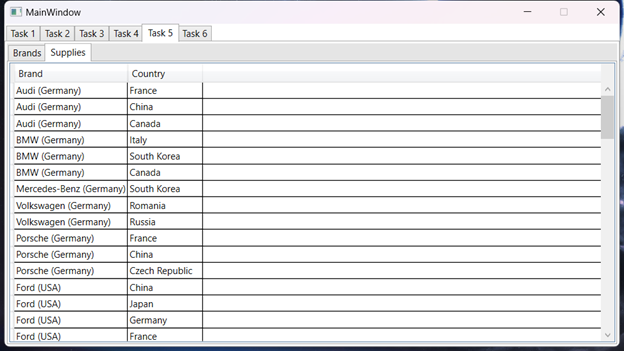 MainWindow
Task 1 Task 2 Task 3 Task 4 Task 5 Task 6
Brands Supplies
Brand Country
Audi (Germany) France
Audi (Germany) China
Audi (Germany) Canada
BMW (Germany) Italy
BMW (Germany) South Korea
BMW (Germany) Canada
Mercedes-Benz (Germany) South Korea
Volkswagen (Germany) Romania
Volkswagen (Germany) Russia
Porsche (Germany) France
Porsche (Germany) China
Porsche (Germany) Czech Republic
Ford (USA) China
Ford (USA) Japan
Ford (USA) Germany
Ford (USA) France